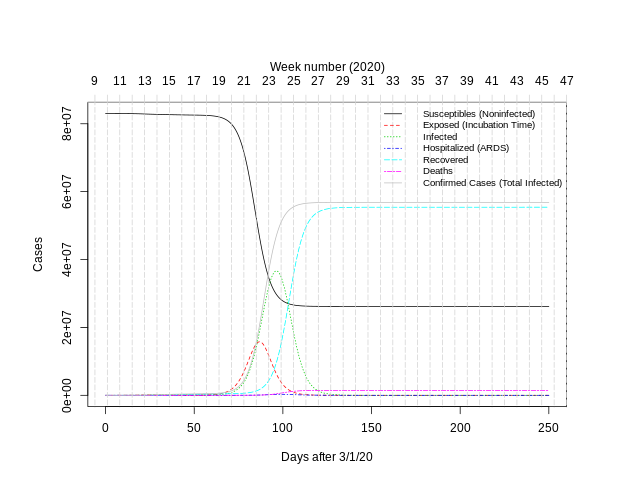 Week number (2020)
9 11 13 15 17 19 21 23 25 27 29 31 33 35 37 39 41 43 45 47
Susceptibles (Noninfected)
Exposed (Incubation Time)
Infected
Hospitalized (ARDS)
Recovered
Deaths
Confirmed Cases (Total Infected)
8e+07
6e+07
4e+07
2e+07
0e+00
Cases
0 50 100 150 200 250
Days after 3/1/20